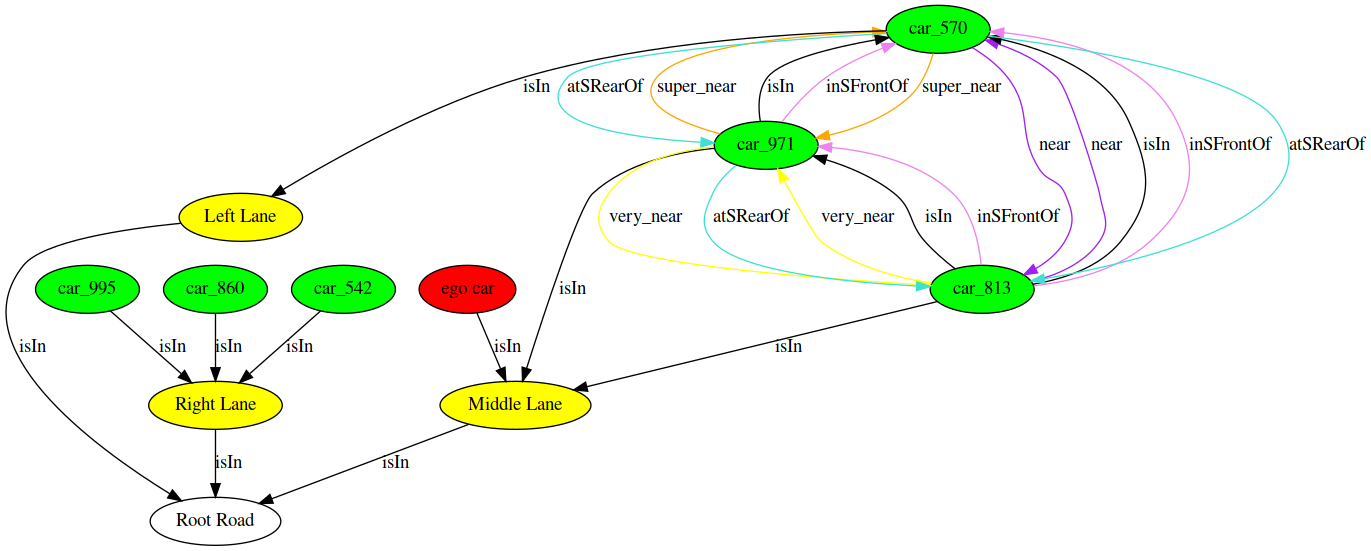 car_570
isIn atSRearOf super_near isIn inSFrontOf super_near
car_971 near near isIn inSFrontOf atSRearOf
Left Lane very_near atSRearOf very_near isIn inSFrontOf
car_995 car_860 car_542 ego car isIn car_813
isIn isIn isIn isIn isIn isIn
Right Lane Middle Lane
isIn isIn
Root Road